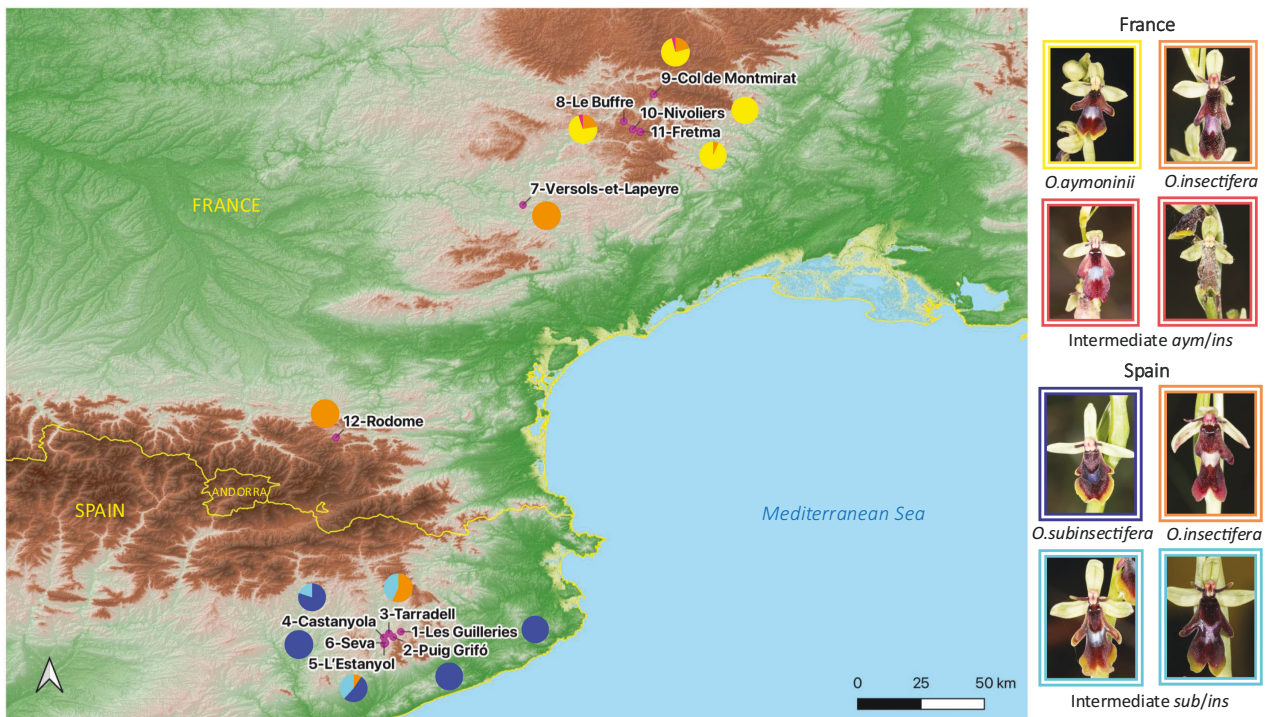 9-Col de Montmirat
8-Le Buffre
10-Nivoliers
11-Fretma
7-Versols-et-Lapeyre
FRANCE
12-Rodome
ANDORRA
SPAIN
Mediterranean Sea
3-Tarradell
4-Castanyola
1-Les Guilleries
6-Seva
2-Puig Grifó
5-L'Estanyol
0 25 50 km
France
O.aymoninii O.insectifera
Intermediate aym/ins
Spain
O.subinsectifera O.insectifera
Intermediate sub/ins